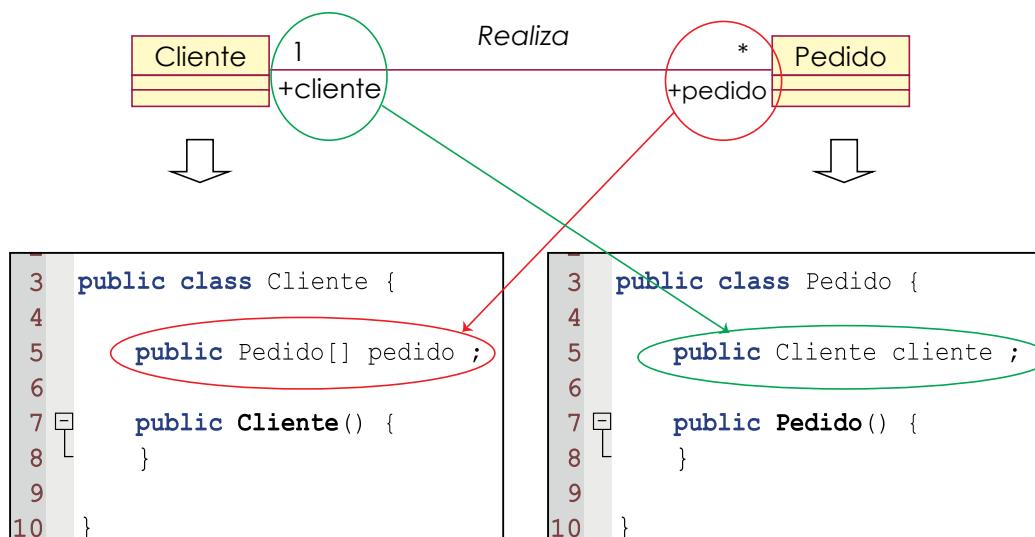 Realiza
Cliente 1 * Pedido
+cliente +pedido
3 public class Cliente {
4
5 public Pedido[] pedido ;
6
7 public Cliente() {
8 }
9
10 }
3 public class Pedido {
4
5 public Cliente cliente ;
6
7 public Pedido() {
8 }
9
10 }